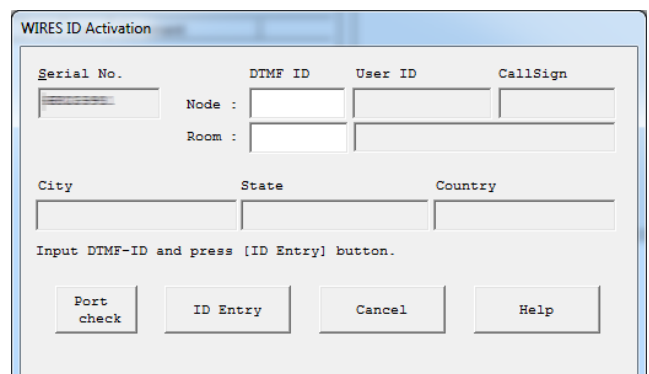 WIRES ID Activation
Serial No. DTMF ID User ID CallSign
Node :
Room :
City State Country
Input DTMF-ID and press [ID Entry] button.
Port check ID Entry Cancel Help